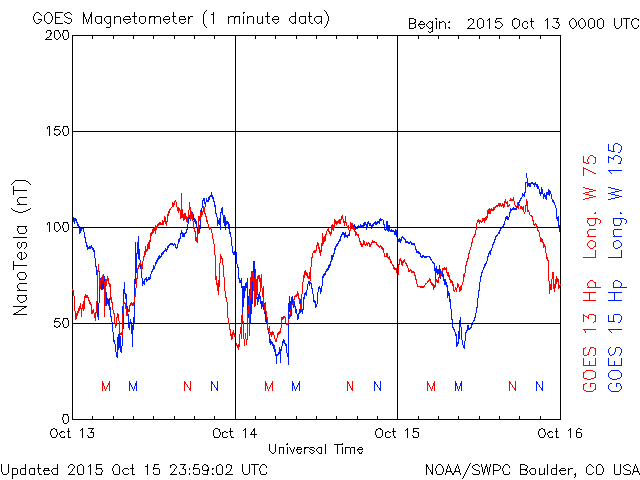 GOES Magnetometer (1 minute data)
Begin: 2015 Oct 13 0000 UTC
200
150
100
50
0
NanoTesla (nT)
M M N N M M N N M M N N
Oct 13 Oct 14 Oct 15 Oct 16
Universal Time
GOES 13 Hp Long. W 75
GOES 15 Hp Long. W 135
Updated 2015 Oct 15 23:59:02 UTC
NOAA/SWPC Boulder, CO USA